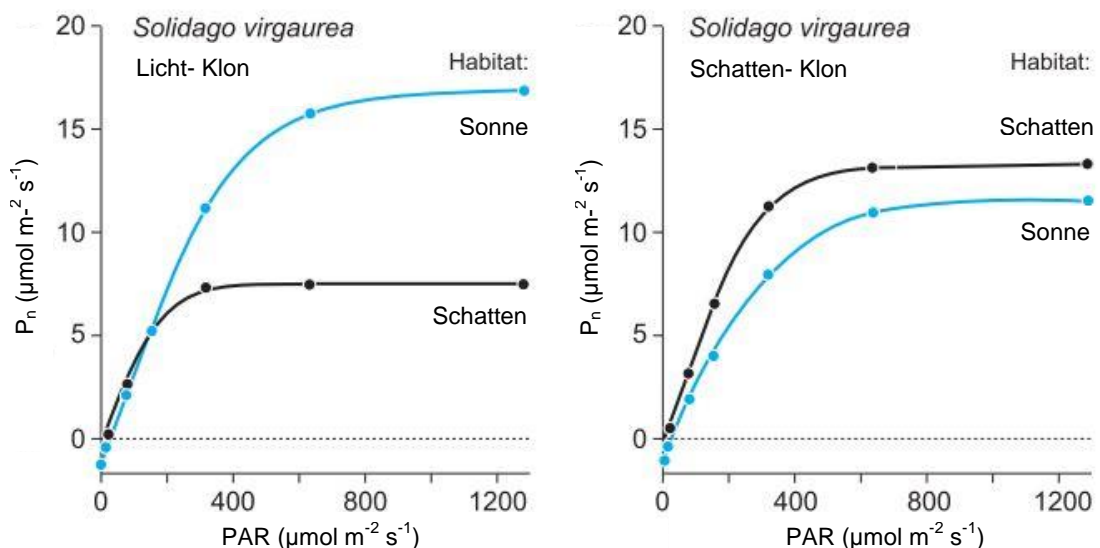 Solidago virgaurea
Licht- Klon
Habitat:
Sonne
Schatten
20
15
10
5
0
Pn (µmol m-² s⁻¹)
0 400 800 1200
PAR (µmol m⁻² s⁻¹)
Solidago virgaurea
Schatten- Klon
Habitat:
Schatten
Sonne
20
15
10
5
0
Pn (µmol m-² s⁻¹)
0 400 800 1200
PAR (µmol m⁻² s⁻¹)